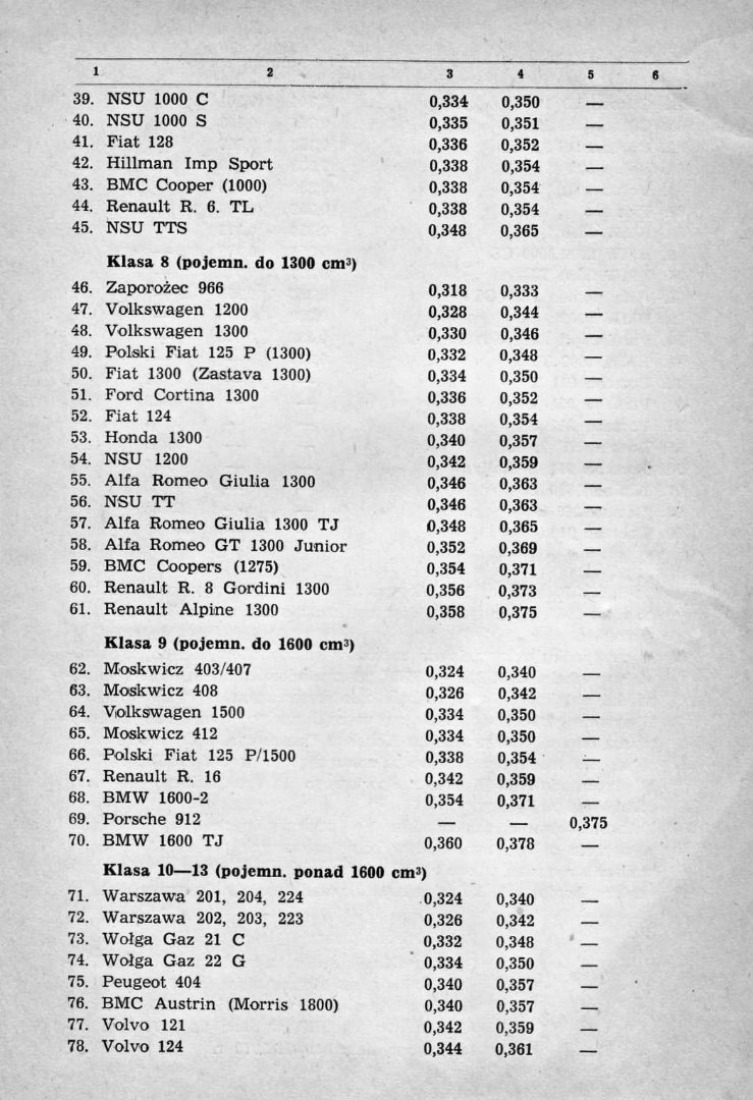 1 2 3 4 5 6
39. NSU 1000 C 0,334 0,350 —
40. NSU 1000 S 0,335 0,351 —
41. Fiat 128 0,336 0,352 —
42. Hillman Imp Sport 0,338 0,354 —
43. BMC Cooper (1000) 0,338 0,354 —
44. Renault R. 6. TL 0,338 0,354 —
45. NSU TTS 0,348 0,365 —
Klasa 8 (pojemn. do 1300 cm³)
46. Zaporożec 966 0,318 0,333 —
47. Volkswagen 1200 0,328 0,344 —
48. Volkswagen 1300 0,330 0,346 —
49. Polski Fiat 125 P (1300) 0,332 0,348 —
50. Fiat 1300 (Zastava 1300) 0,334 0,350 —
51. Ford Cortina 1300 0,336 0,352 —
52. Fiat 124 0,338 0,354 —
53. Honda 1300 0,340 0,357 —
54. NSU 1200 0,342 0,359 —
55. Alfa Romeo Giulia 1300 0,346 0,363 —
56. NSU TT 0,346 0,363 —
57. Alfa Romeo Giulia 1300 TJ 0,348 0,365 —
58. Alfa Romeo GT 1300 Junior 0,352 0,369 —
59. BMC Coopers (1275) 0,354 0,371 —
60. Renault R. 8 Gordini 1300 0,356 0,373 —
61. Renault Alpine 1300 0,358 0,375 —
Klasa 9 (pojemn. do 1600 cm³)
62. Moskwicz 403/407 0,324 0,340 —
63. Moskwicz 408 0,326 0,342 —
64. Volkswagen 1500 0,334 0,350 —
65. Moskwicz 412 0,334 0,350 —
66. Polski Fiat 125 P/1500 0,338 0,354 —
67. Renault R. 16 0,342 0,359 —
68. BMW 1600-2 0,354 0,371 —
69. Porsche 912 — — 0,375
70. BMW 1600 TJ 0,360 0,378 —
Klasa 10—13 (pojemn. ponad 1600 cm³)
71. Warszawa 201, 204, 224 0,324 0,340 —
72. Warszawa 202, 203, 223 0,326 0,342 —
73. Wołga Gaz 21 C 0,332 0,348 —
74. Wołga Gaz 22 G 0,334 0,350 —
75. Peugeot 404 0,340 0,357 —
76. BMC Austrin (Morris 1800) 0,340 0,357 —
77. Volvo 121 0,342 0,359 —
78. Volvo 124 0,344 0,361 —